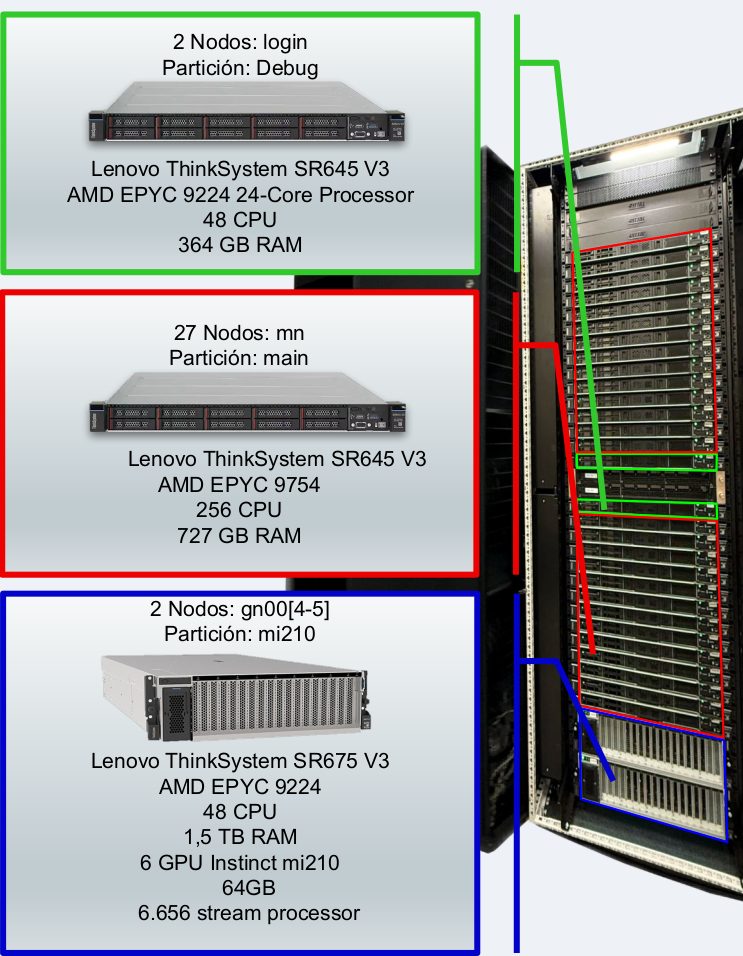 2 Nodos: login
Partición: Debug
Lenovo ThinkSystem SR645 V3
AMD EPYC 9224 24-Core Processor
48 CPU
364 GB RAM
27 Nodos: mn
Partición: main
Lenovo ThinkSystem SR645 V3
AMD EPYC 9754
256 CPU
727 GB RAM
2 Nodos: gn00[4-5]
Partición: mi210
Lenovo ThinkSystem SR675 V3
AMD EPYC 9224
48 CPU
1,5 TB RAM
6 GPU Instinct mi210
64GB
6.656 stream processor